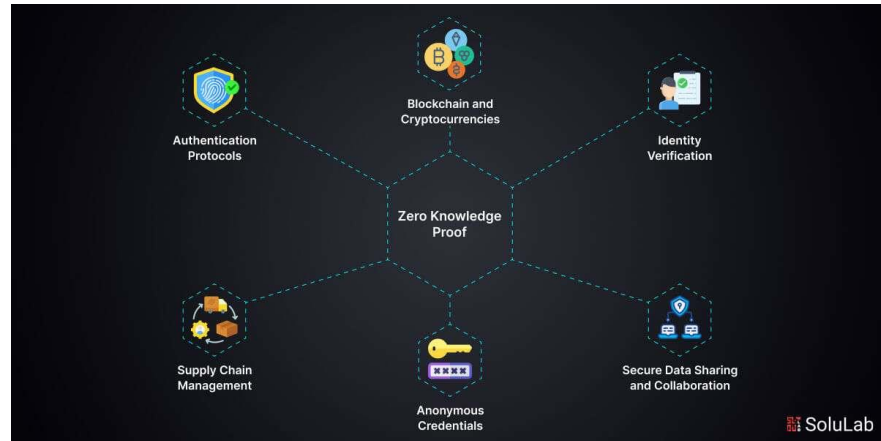 Blockchain and
Cryptocurrencies
Authentication
Protocols
Identity
Verification
Zero Knowledge
Proof
Supply Chain
Management
Secure Data Sharing
and Collaboration
Anonymous
Credentials
SoluLab